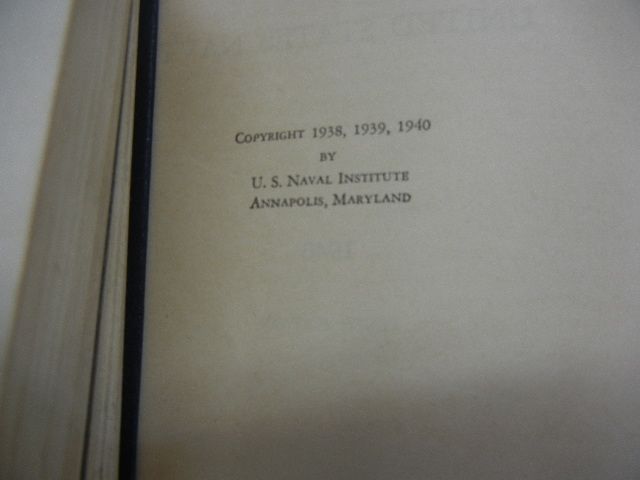 COPYRIGHT 1938, 1939, 1940
BY
U. S. NAVAL INSTITUTE
ANNAPOLIS, MARYLAND